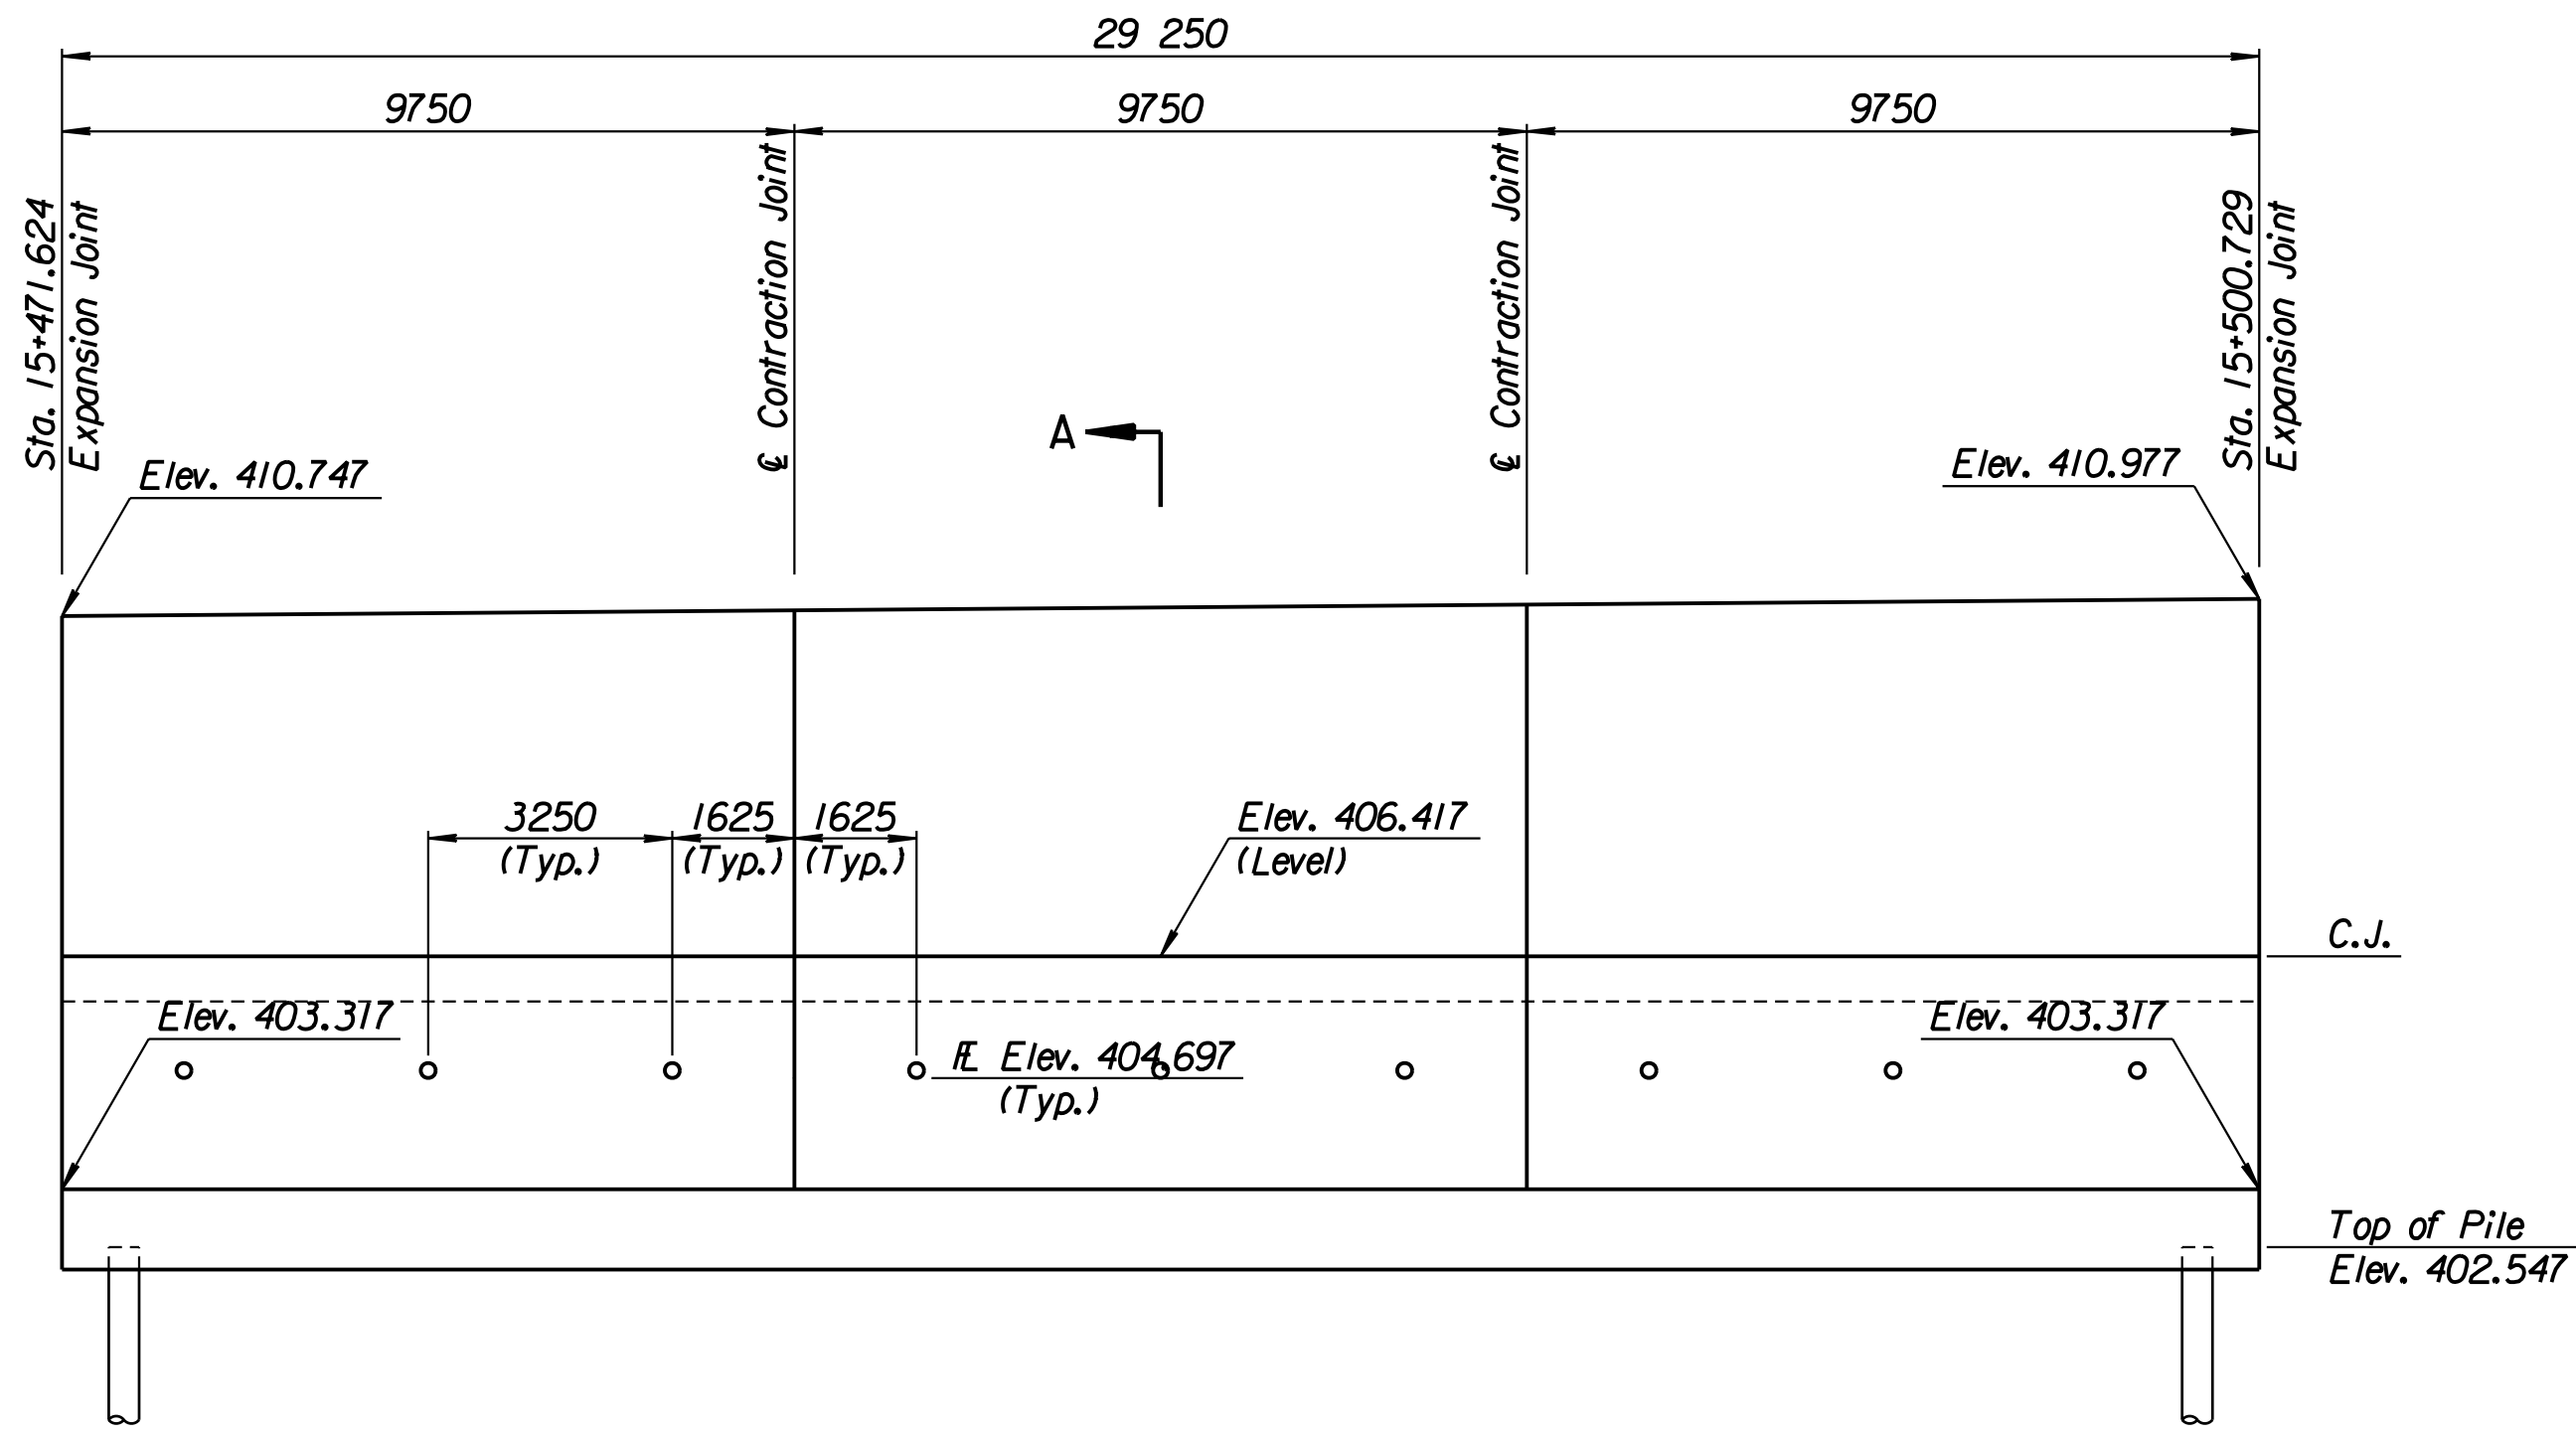 29 250
9750
9750
9750
Sta. 15+471.624
Expansion Joint
℄ Contraction Joint
℄ Contraction Joint
Sta. 15+500.729
Expansion Joint
A
Elev. 410.747
Elev. 410.977
3250
(Typ.)
1625
(Typ.)
1625
(Typ.)
Elev. 406.417
(Level)
C.J.
Elev. 403.317
Elev. 404.697
(Typ.)
Elev. 403.317
Top of Pile
Elev. 402.547